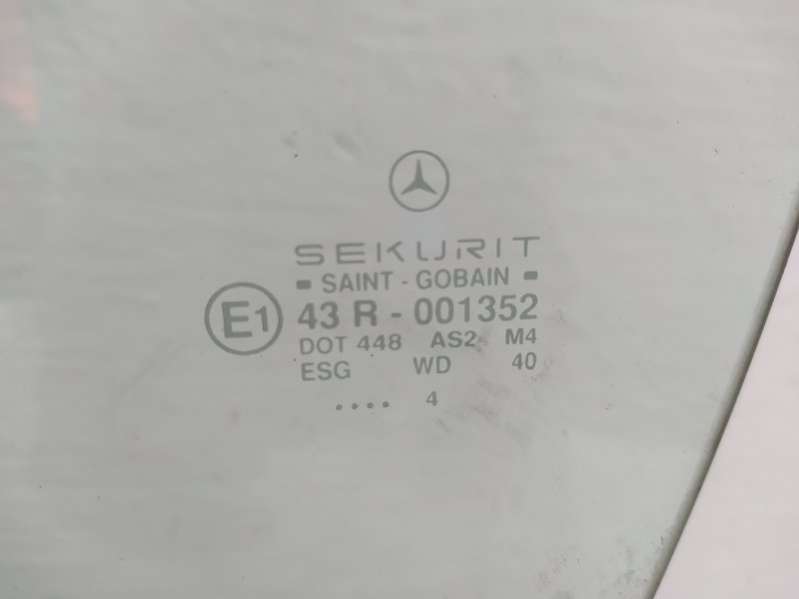 SEKURIT
SAINT - GOBAIN
E1 43 R - 001352
DOT 448 AS2 M4
ESG WD 40
.... 4